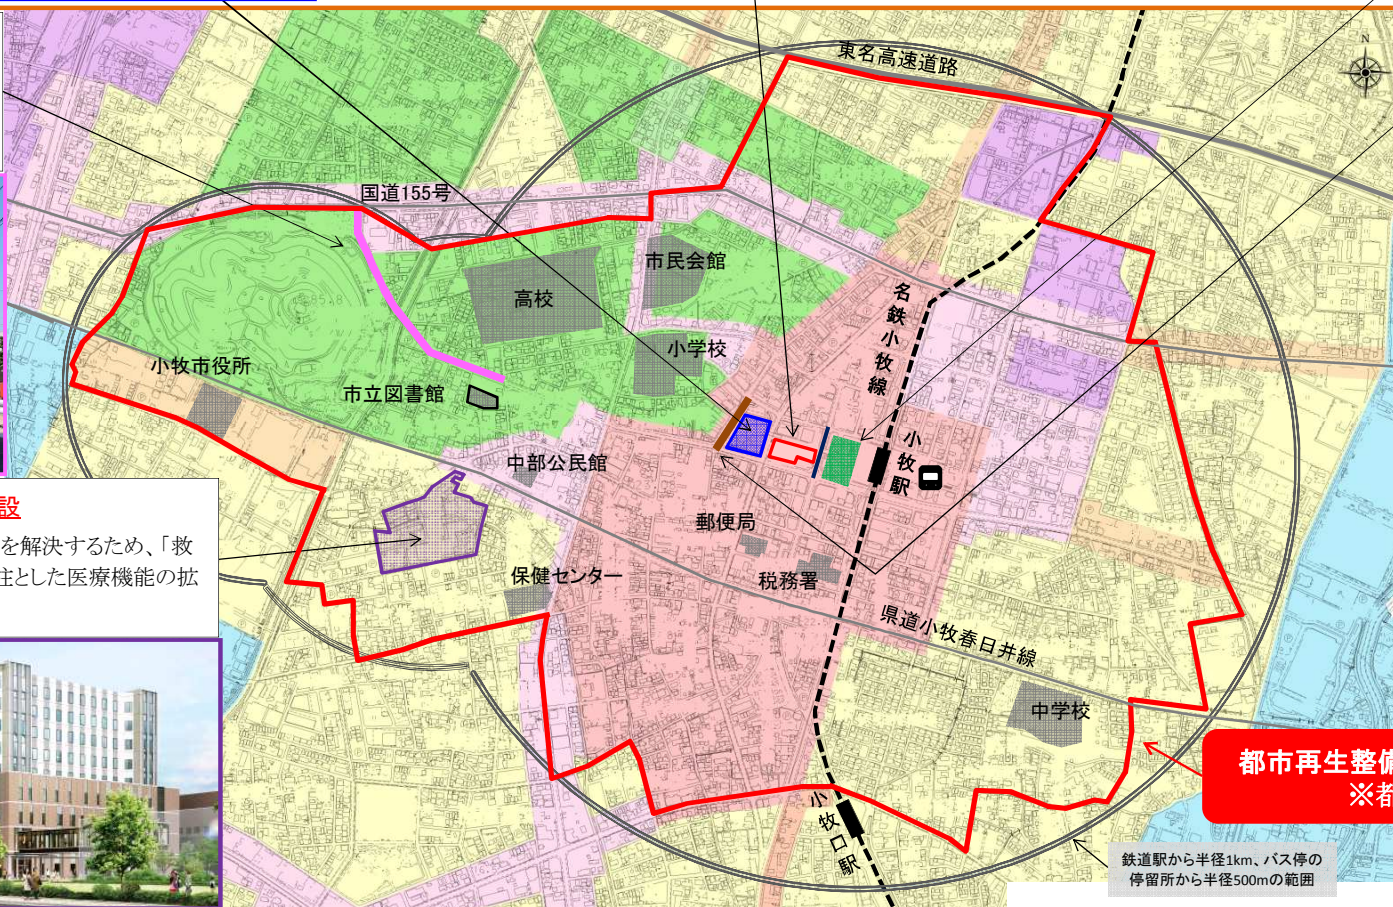 東名高速道路
N
国道155号
市民会館
高校
名鉄小牧線
小学校
小牧市役所
市立図書館
小牧駅
中部公民館
設
を解決するため、「救
柱とした医療機能の拡
郵便局
保健センター
税務署
県道小牧春日井線
中学校
都市再生整備
※都
小牧口駅
鉄道駅から半径1km、バス停の
停留所から半径500mの範囲